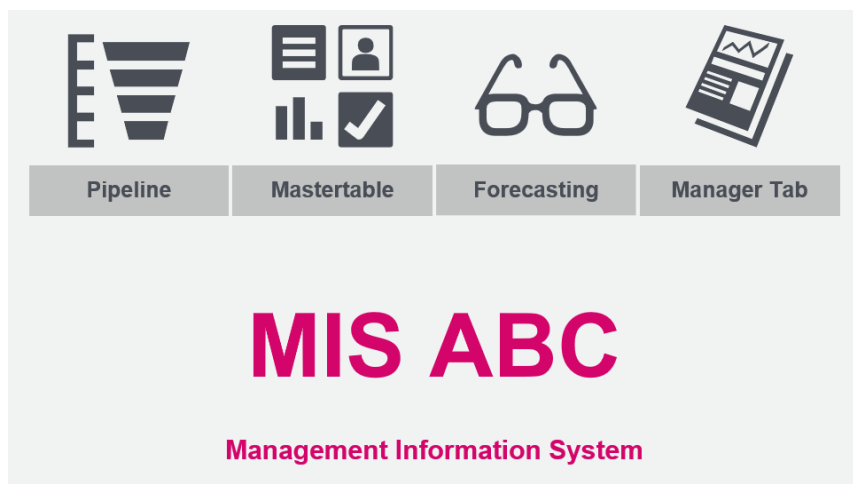 Pipeline
Mastertable
Forecasting
Manager Tab
MIS ABC
Management Information System